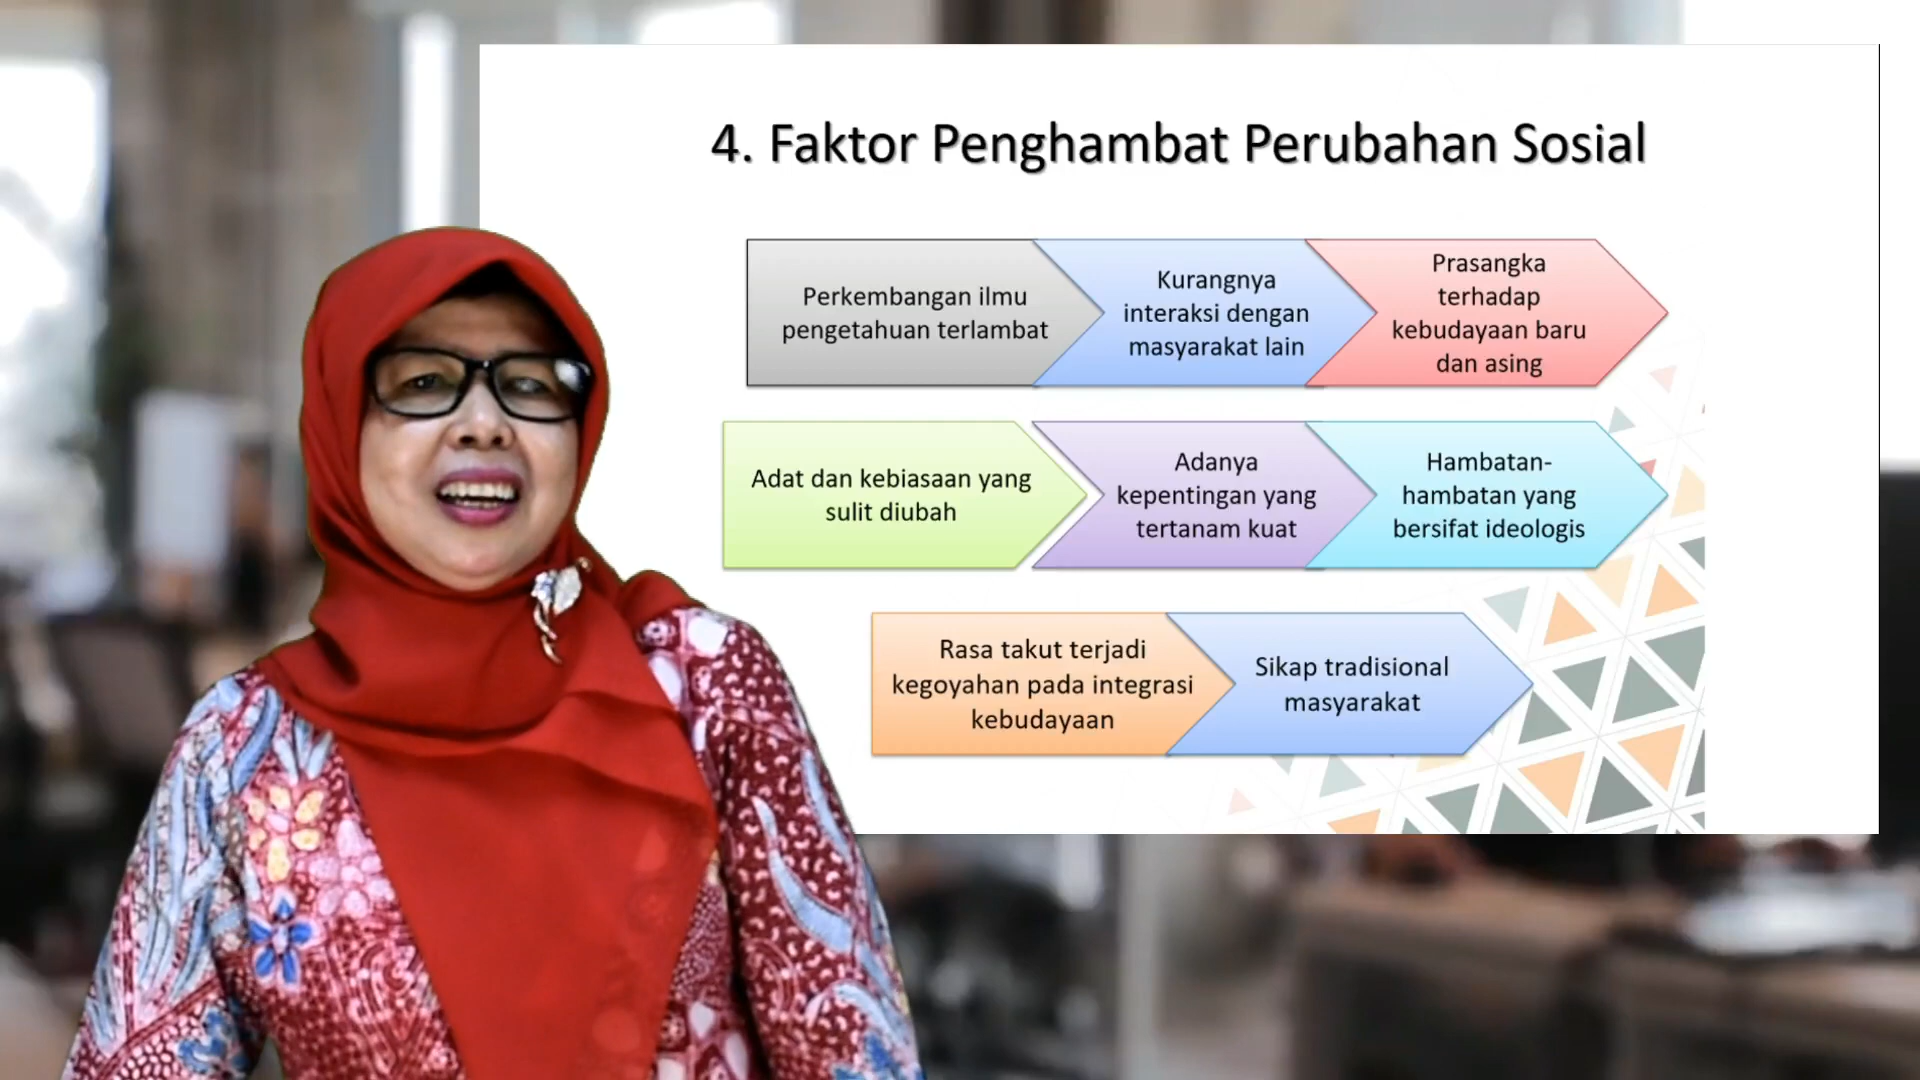 4. Faktor Penghambat Perubahan Sosial
Perkembangan ilmu
pengetahuan terlambat
Kurangnya
interaksi dengan
masyarakat lain
Prasangka
terhadap
kebudayaan baru
dan asing
Adat dan kebiasaan yang
sulit diubah
Adanya
kepentingan yang
tertanam kuat
Hambatan-
hambatan yang
bersifat ideologis
Rasa takut terjadi
kegoyahan pada integrasi
kebudayaan
Sikap tradisional
masyarakat